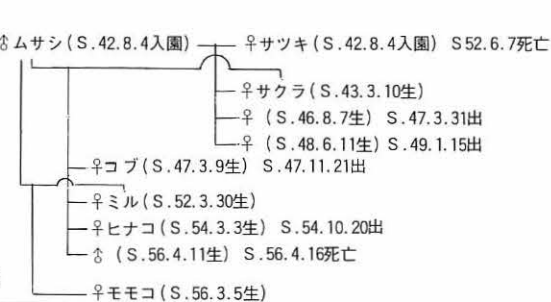 ♂ムサシ(S.42.8.4入園) ♀サツキ(S.42.8.4入園) S52.6.7死亡
♀サクラ(S.43.3.10生)
♀ (S.46.8.7生) S.47.3.31出
♀ (S.48.6.11生) S.49.1.15出
♀コブ(S.47.3.9生) S.47.11.21出
♀ミル(S.52.3.30生)
♀ヒナコ(S.54.3.3生) S.54.10.20出
♂ (S.56.4.11生) S.56.4.16死亡
♀モモコ(S.56.3.5生)